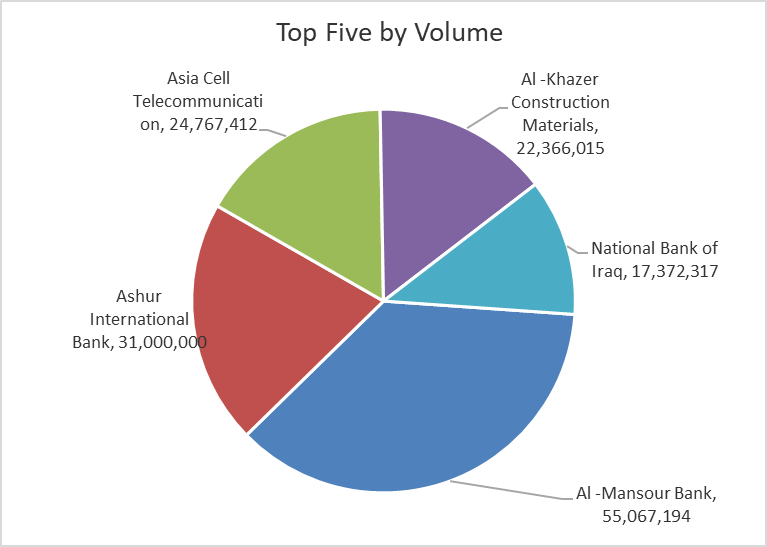 Top Five by Volume
Asia Cell
Telecommunicati
on, 24,767,412
Al -Khazer
Construction
Materials,
22,366,015
National Bank of
Iraq, 17,372,317
Ashur
International
Bank, 31,000,000
Al -Mansour Bank,
55,067,194